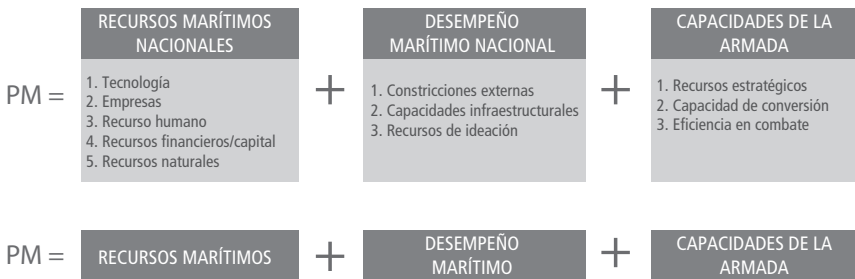 PM =
RECURSOS MARÍTIMOS
NACIONALES
1. Tecnología
2. Empresas
3. Recurso humano
4. Recursos financieros/capital
5. Recursos naturales
+
DESEMPEÑO
MARÍTIMO NACIONAL
1. Constricciones externas
2. Capacidades infraestructurales
3. Recursos de ideación
+
CAPACIDADES DE LA
ARMADA
1. Recursos estratégicos
2. Capacidad de conversión
3. Eficiencia en combate
PM =
RECURSOS MARÍTIMOS
+
DESEMPEÑO
MARÍTIMO
+
CAPACIDADES DE LA
ARMADA